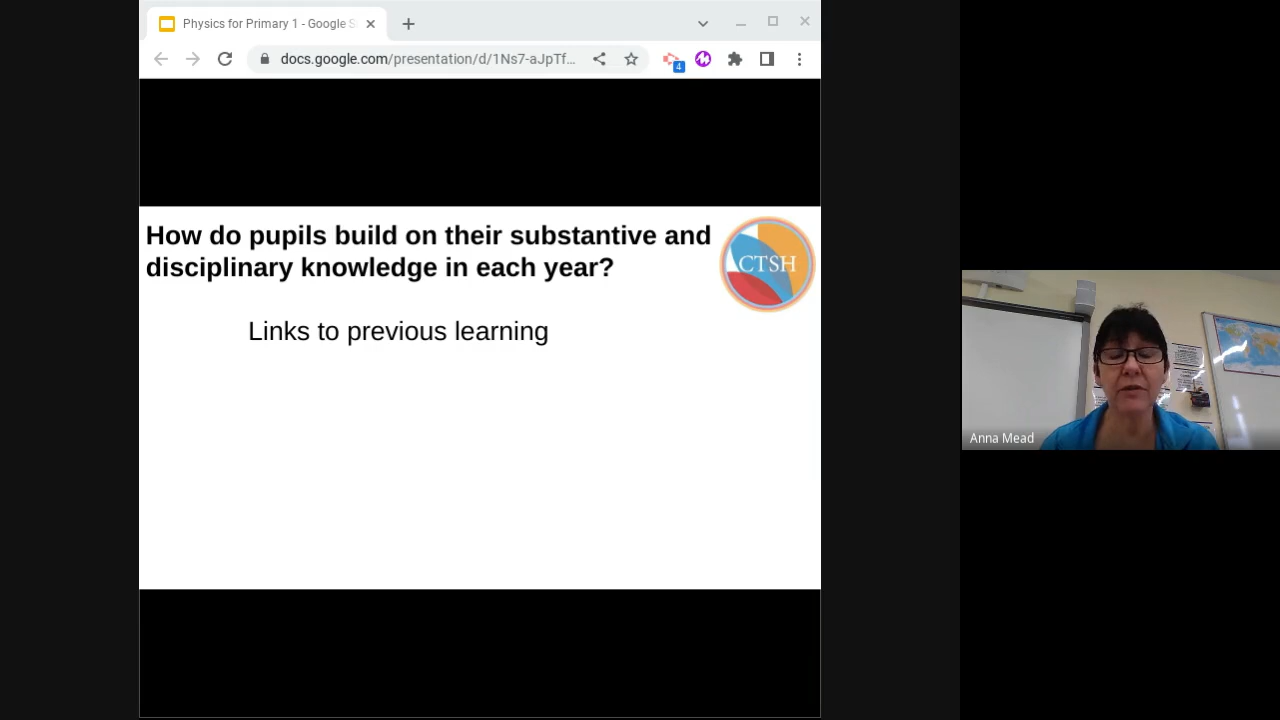 Physics for Primary 1 - Google S
docs.google.com/presentation/d/1Ns7-aJpTf...
4
How do pupils build on their substantive and
disciplinary knowledge in each year?
CTSH
Links to previous learning
Anna Mead